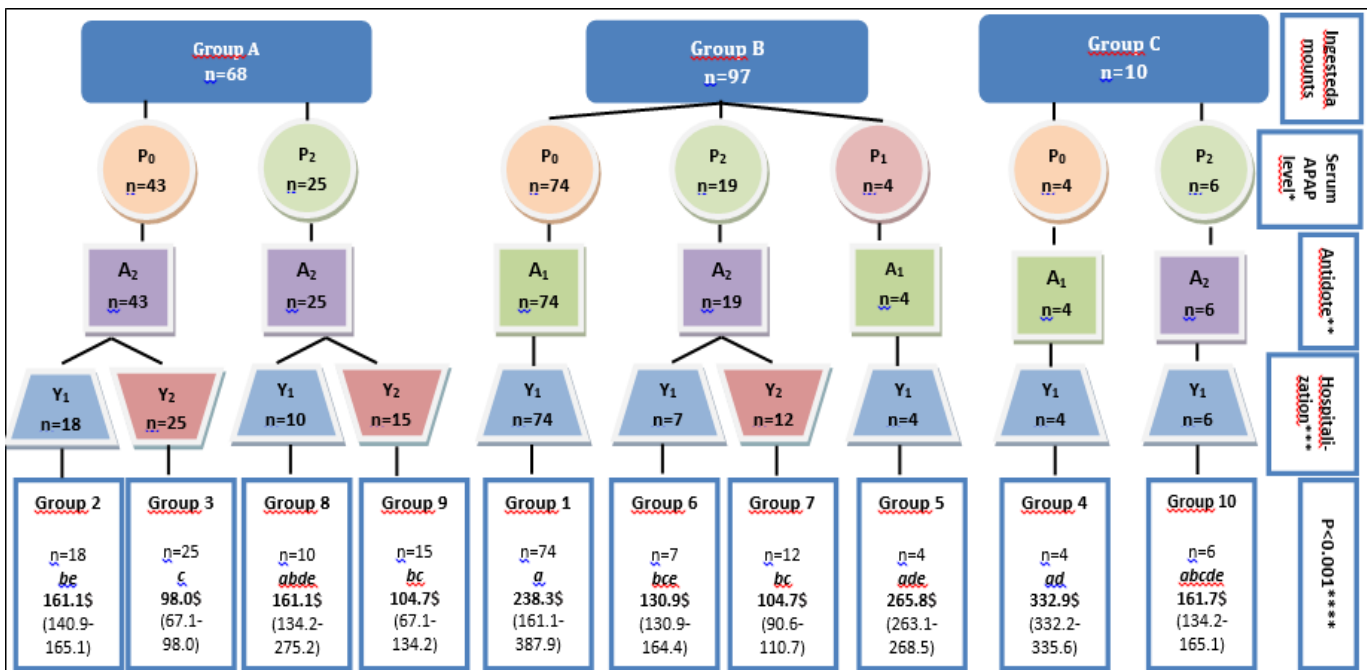 Group A
n=68
Group B
n=97
Group C
n=10
Ingesteda
mounts
P₀
n=43
P₂
n=25
P₀
n=74
P₂
n=19
P₁
n=4
P₀
n=4
P₂
n=6
Serum
APAP
level*
A₂
n=43
A₂
n=25
A₁
n=74
A₂
n=19
A₁
n=4
A₁
n=4
A₂
n=6
Antidote**
Y₁
n=18
Y₂
n=25
Y₁
n=10
Y₂
n=15
Y₁
n=74
Y₁
n=7
Y₂
n=12
Y₁
n=4
Y₁
n=4
Y₁
n=6
Hospitali-
zation***
Group 2
n=18
be
161.1$
(140.9-
165.1)
Group 3
n=25
c
98.0$
(67.1-
98.0)
Group 8
n=10
abde
161.1$
(134.2-
275.2)
Group 9
n=15
bc
104.7$
(67.1-
134.2)
Group 1
n=74
a
238.3$
(161.1-
387.9)
Group 6
n=7
bce
130.9$
(130.9-
164.4)
Group 7
n=12
bc
104.7$
(90.6-
110.7)
Group 5
n=4
ade
265.8$
(263.1-
268.5)
Group 4
n=4
ad
332.9$
(332.2-
335.6)
Group 10
n=6
abcde
161.7$
(134.2-
165.1)
P<0.001****